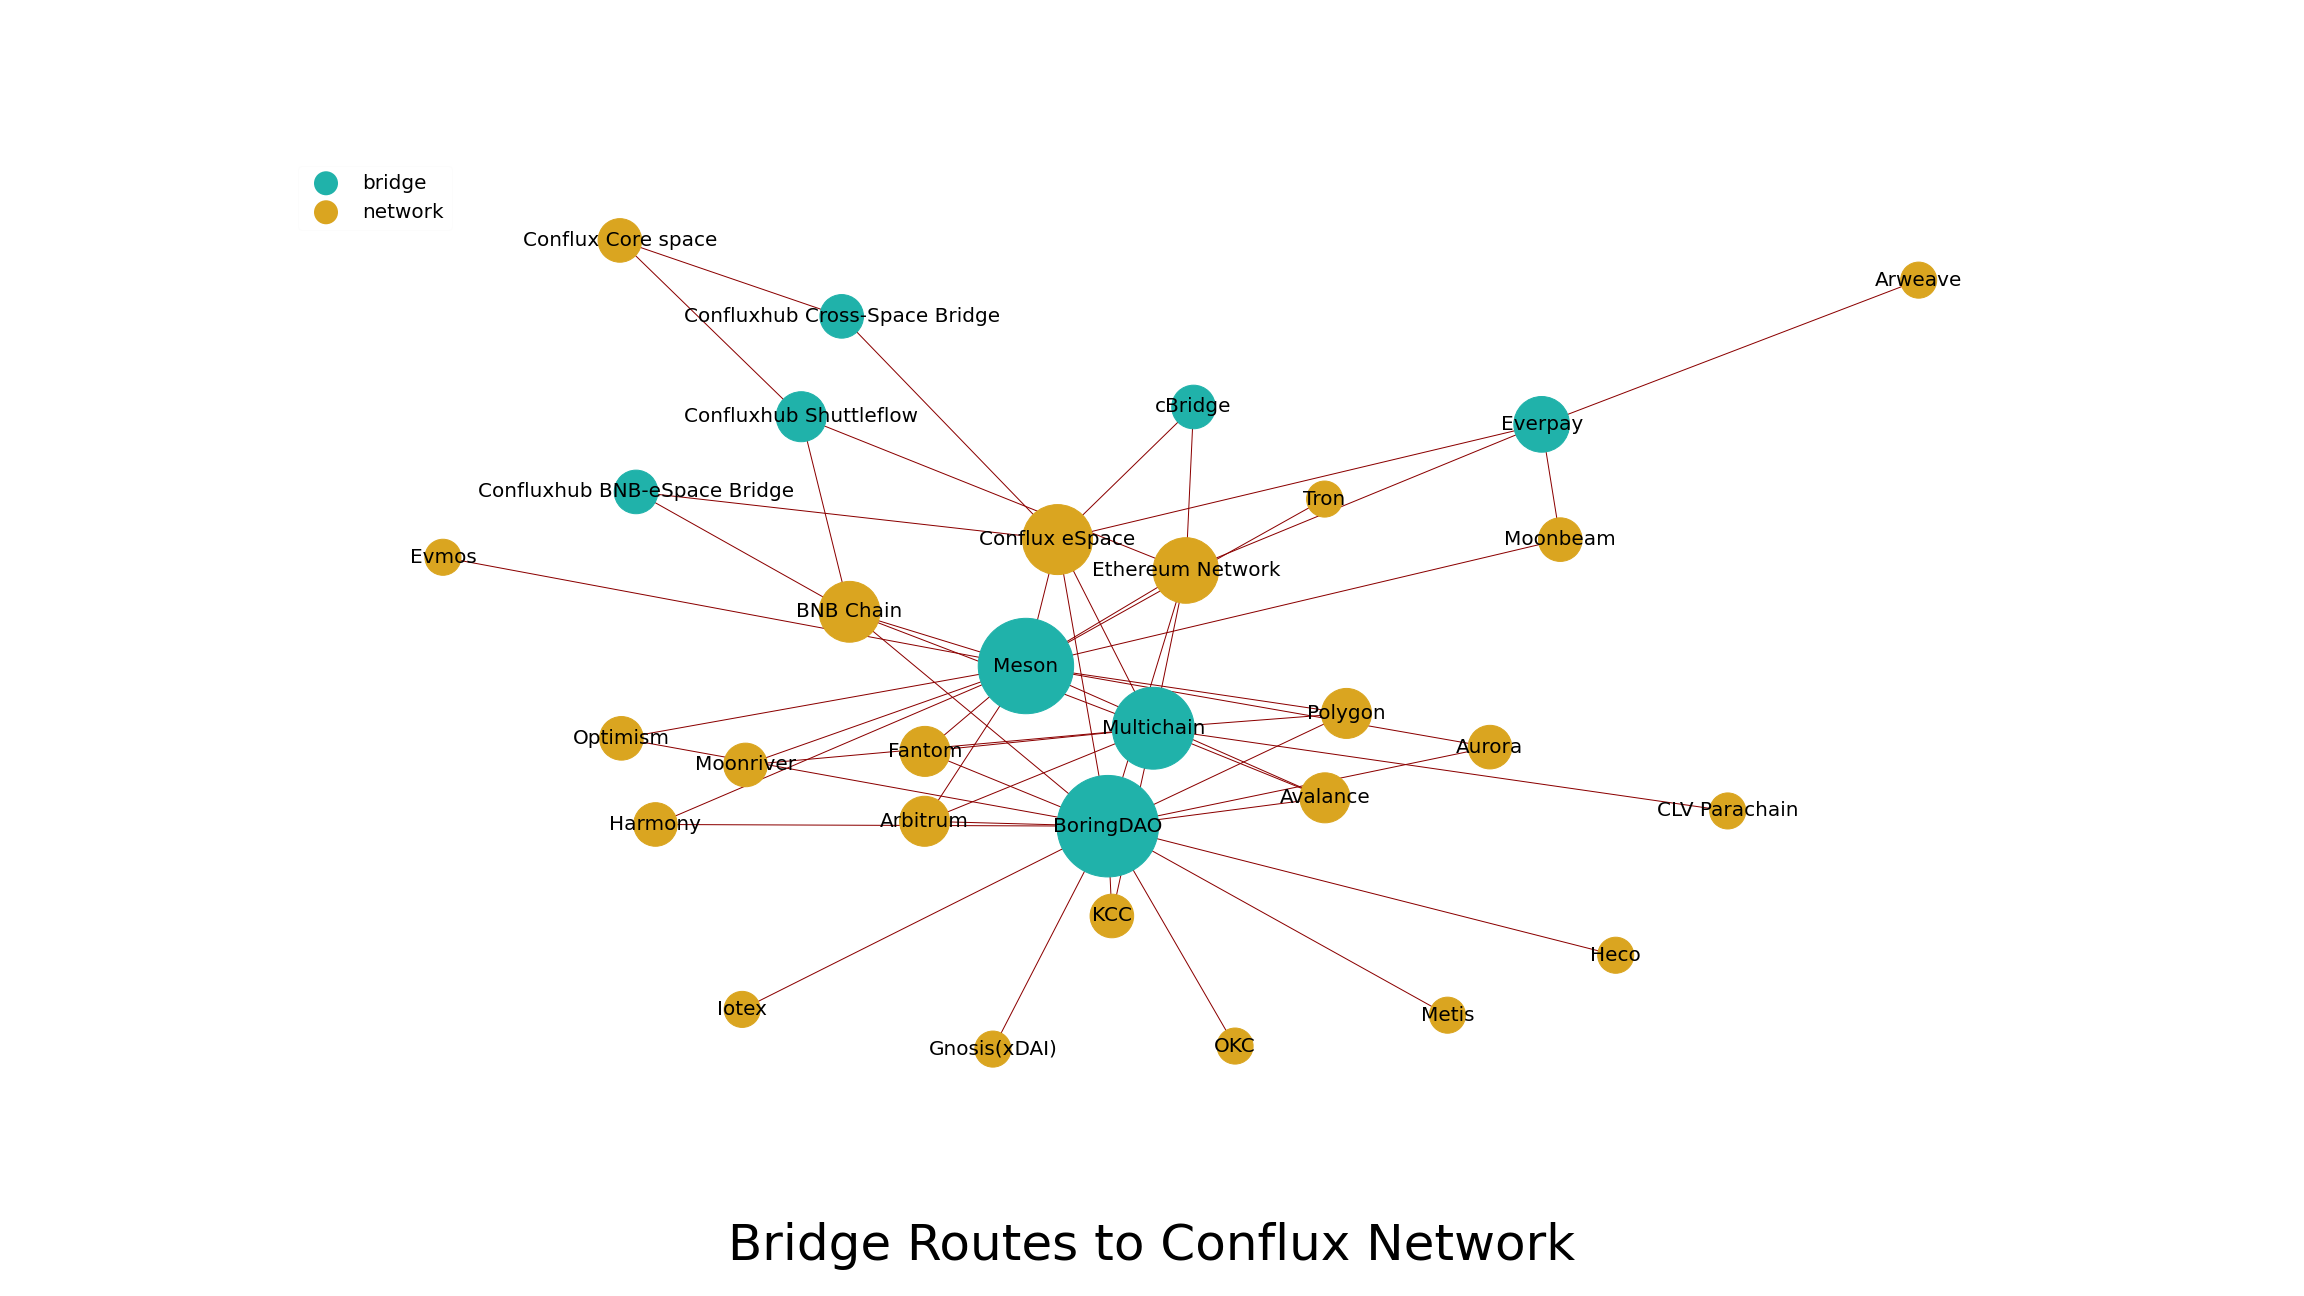 bridge
network
Conflux Core space
Arweave
Confluxhub Cross-Space Bridge
cBridge
Confluxhub Shuttleflow
Everpay
Confluxhub BNB-eSpace Bridge
Tron
Conflux eSpace
Moonbeam
Evmos
Ethereum Network
BNB Chain
Meson
Polygon
Multichain
Optimism
Fantom
Aurora
Moonriver
Avalance
CLV Parachain
Harmony
Arbitrum
BoringDAO
KCC
Heco
Iotex
Metis
Gnosis(xDAI)
OKC
Bridge Routes to Conflux Network